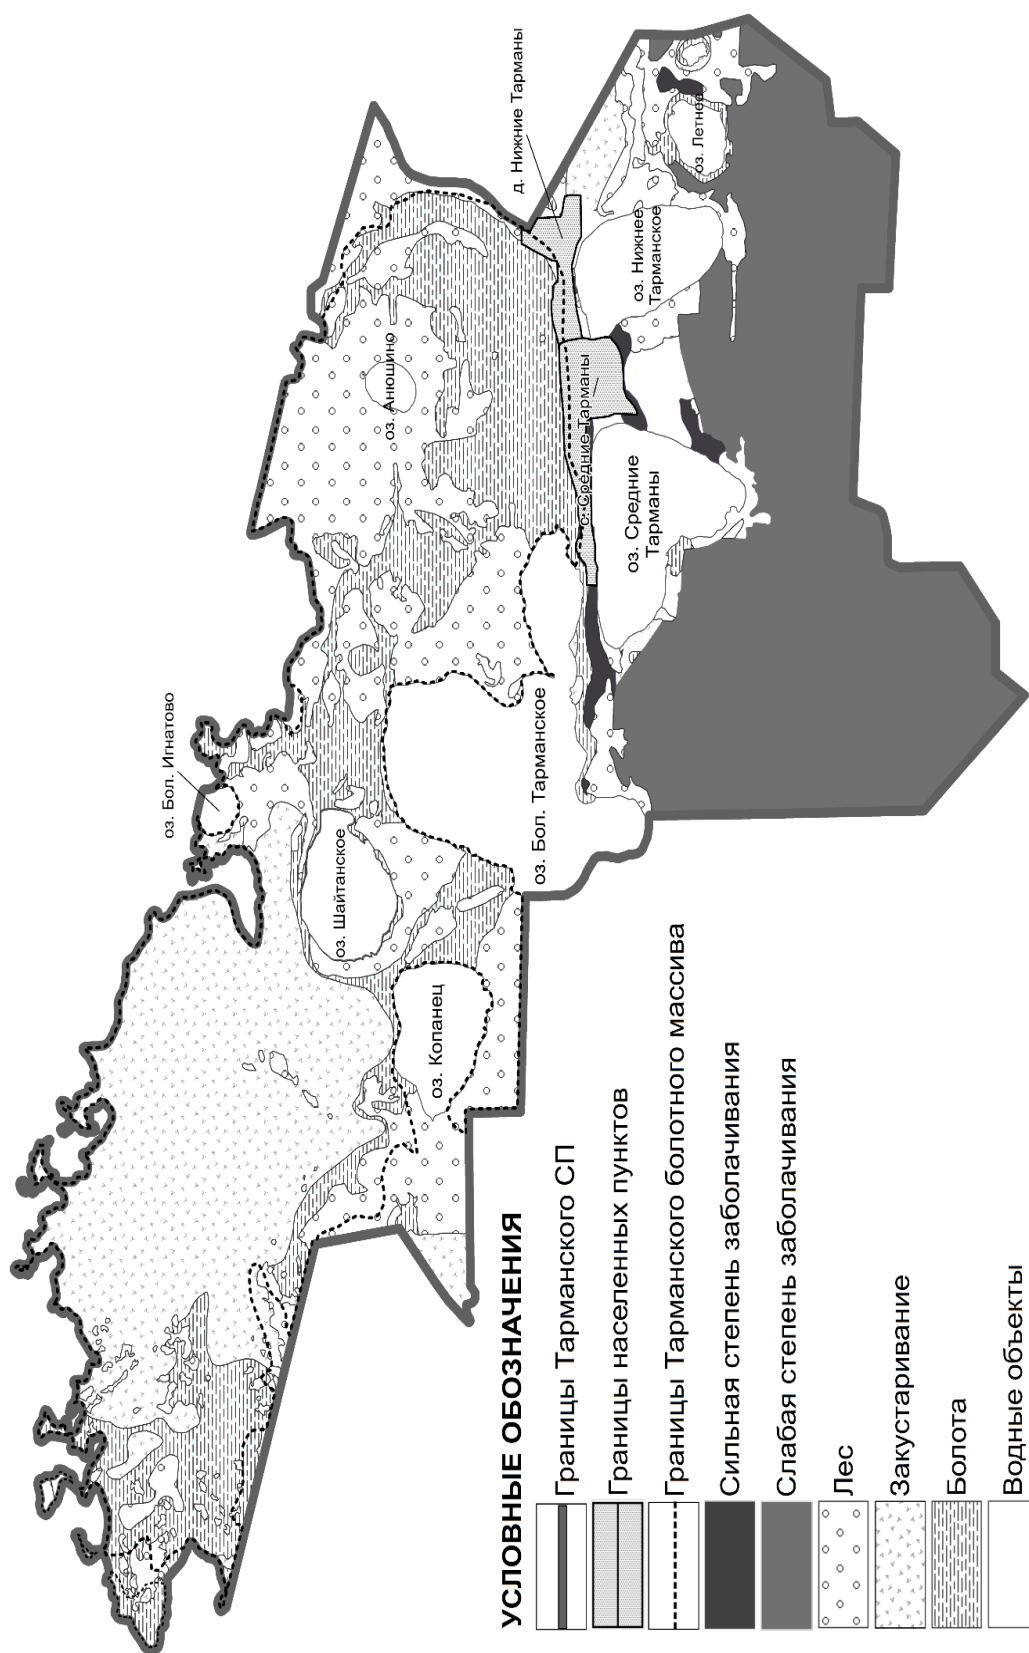 д. Нижние Тарманы
оз. Летнее
оз. Нижнее
Тарманское
оз. Анюшино
с. Средние Тарманы
оз. Средние
Тарманы
оз. Бол. Игнатово
оз. Бол. Тарманское
оз. Шайтанское
оз. Копанец
УСЛОВНЫЕ ОБОЗНАЧЕНИЯ
Границы Тарманского СП
Границы населенных пунктов
Границы Тарманского болотного массива
Сильная степень заболачивания
Слабая степень заболачивания
Лес
Закустаривание
Болота
Водные объекты